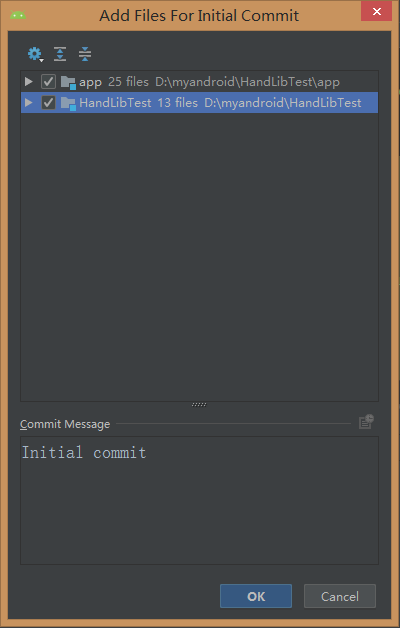 Add Files For Initial Commit
app 25 files D:\myandroid\HandLibTest\app
HandLibTest 13 files D:\myandroid\HandLibTest
Commit Message
Initial commit
OK Cancel